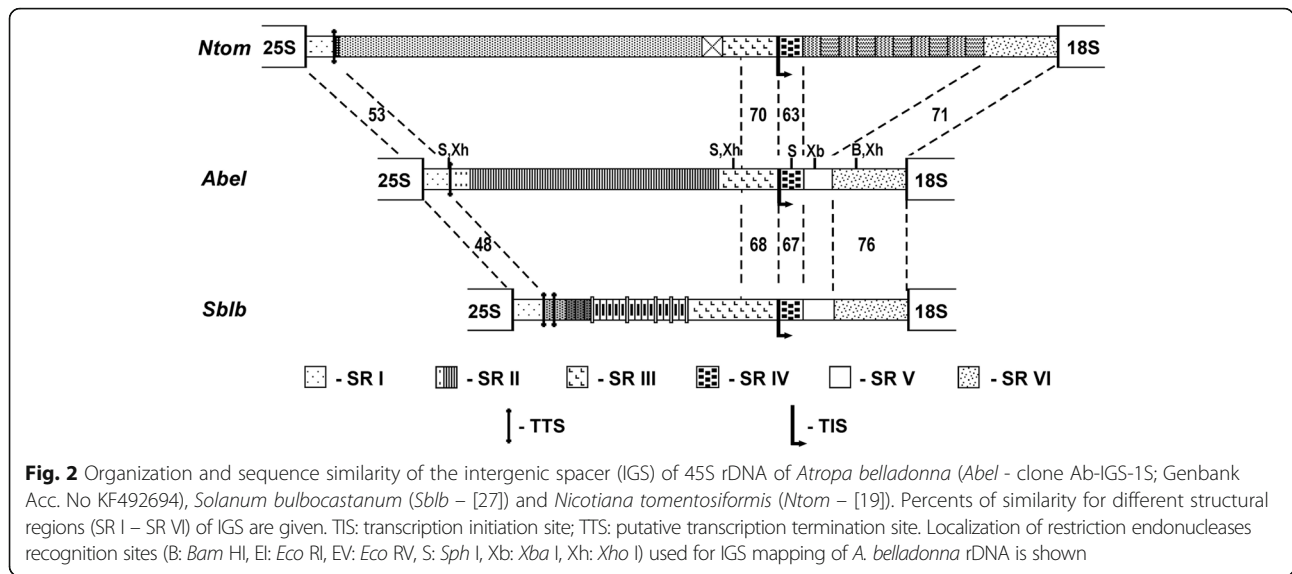 Ntom 25S 18S
53 70 63 71
S,Xh S,Xh S Xb B,Xh
Abel 25S 18S
48 68 67 76
Sblb 25S 18S
- SR I - SR II - SR III - SR IV - SR V - SR VI
- TTS - TIS
Fig. 2 Organization and sequence similarity of the intergenic spacer (IGS) of 45S rDNA of Atropa belladonna (Abel - clone Ab-IGS-1S; Genbank
Acc. No KF492694), Solanum bulbocastanum (Sblb – [27]) and Nicotiana tomentosiformis (Ntom – [19]). Percents of similarity for different structural
regions (SR I – SR VI) of IGS are given. TIS: transcription initiation site; TTS: putative transcription termination site. Localization of restriction endonucleases
recognition sites (B: Bam HI, EI: Eco RI, EV: Eco RV, S: Sph I, Xb: Xba I, Xh: Xho I) used for IGS mapping of A. belladonna rDNA is shown